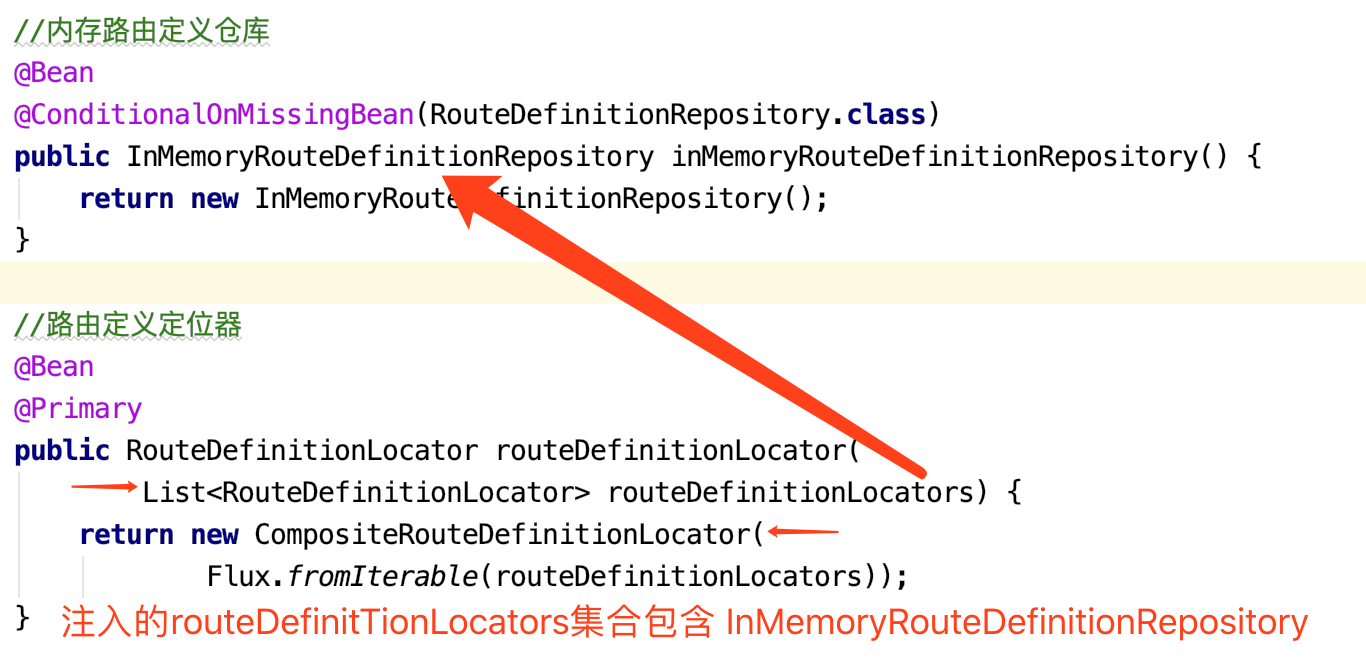 //内存路由定义仓库
@Bean
@ConditionalOnMissingBean(RouteDefinitionRepository.class)
public InMemoryRouteDefinitionRepository inMemoryRouteDefinitionRepository() {
return new InMemoryRouteDefinitionRepository();
}
//路由定义定位器
@Bean
@Primary
public RouteDefinitionLocator routeDefinitionLocator(
List<RouteDefinitionLocator> routeDefinitionLocators) {
return new CompositeRouteDefinitionLocator(
Flux.fromIterable(routeDefinitionLocators));
}
注入的routeDefinitTionLocators集合包含 InMemoryRouteDefinitionRepository